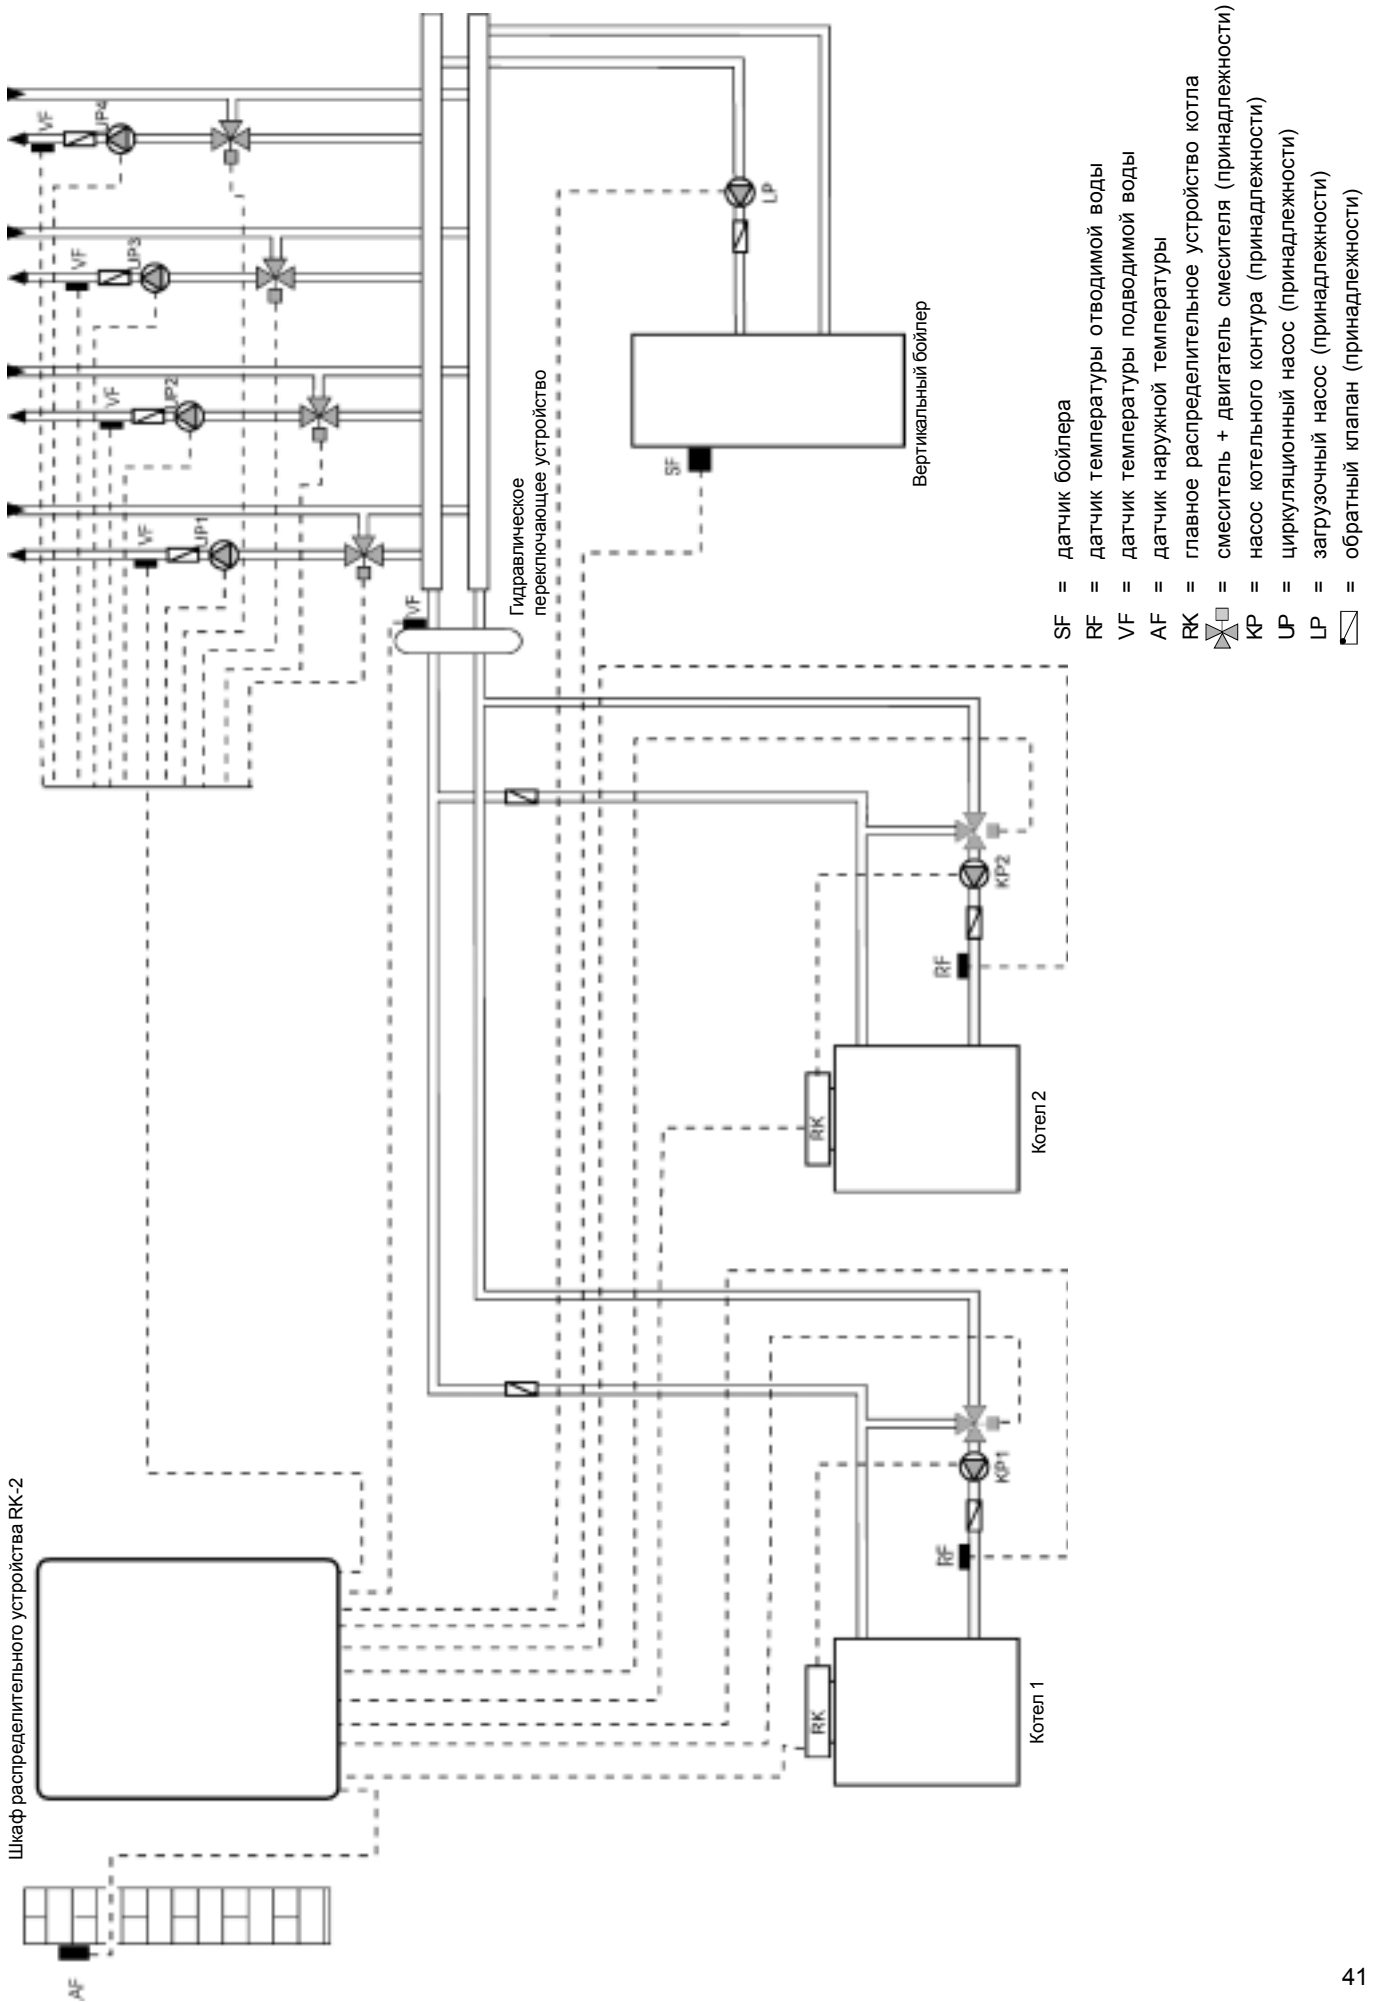 Шкаф распределительного устройства RK-2
AF
VF
UP1
VF
UP2
VF
UP3
VF
UP4
VF
Гидравлическое
переключающее устройство
RK
KP1
RF
Котел 1
RK
KP2
RF
Котел 2
SF
LP
Вертикальный бойлер
SF = датчик бойлера
RF = датчик температуры отводимой воды
VF = датчик температуры подводимой воды
AF = датчик наружной температуры
RK = главное распределительное устройство котла
= смеситель + двигатель смесителя (принадлежности)
KP = насос котельного контура (принадлежности)
UP = циркуляционный насос (принадлежности)
LP = загрузочный насос (принадлежности)
= обратный клапан (принадлежности)
41